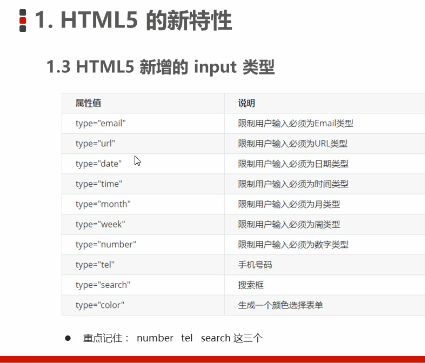 1. HTML5 的新特性
1.3 HTML5 新增的 input 类型
属性值 说明
type="email" 限制用户输入必须为Email类型
type="url" 限制用户输入必须为URL类型
type="date" 限制用户输入必须为日期类型
type="time" 限制用户输入必须为时间类型
type="month" 限制用户输入必须为月类型
type="week" 限制用户输入必须为周类型
type="number" 限制用户输入必须为数字类型
type="tel" 手机号码
type="search" 搜索框
type="color" 生成一个颜色选择表单
● 重点记住： number tel search 这三个